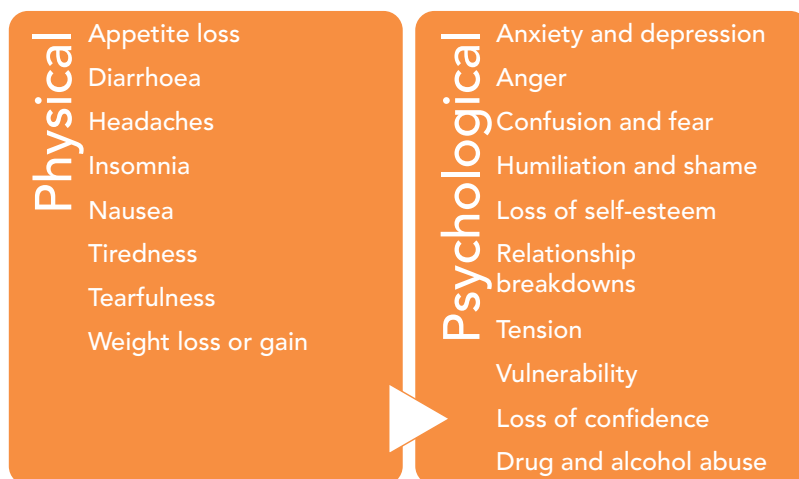 Physical
Appetite loss
Diarrhoea
Headaches
Insomnia
Nausea
Tiredness
Tearfulness
Weight loss or gain
Psychological
Anxiety and depression
Anger
Confusion and fear
Humiliation and shame
Loss of self-esteem
Relationship
breakdowns
Tension
Vulnerability
Loss of confidence
Drug and alcohol abuse